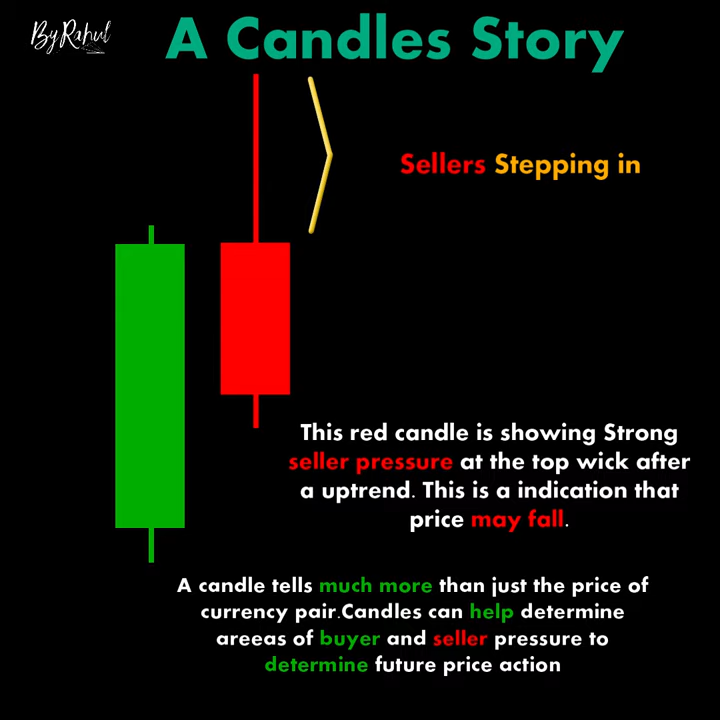 ByRahul
A Candles Story
Sellers Stepping in
This red candle is showing Strong
seller pressure at the top wick after
a uptrend. This is a indication that
price may fall.
A candle tells much more than just the price of
currency pair.Candles can help determine
areeas of buyer and seller pressure to
determine future price action